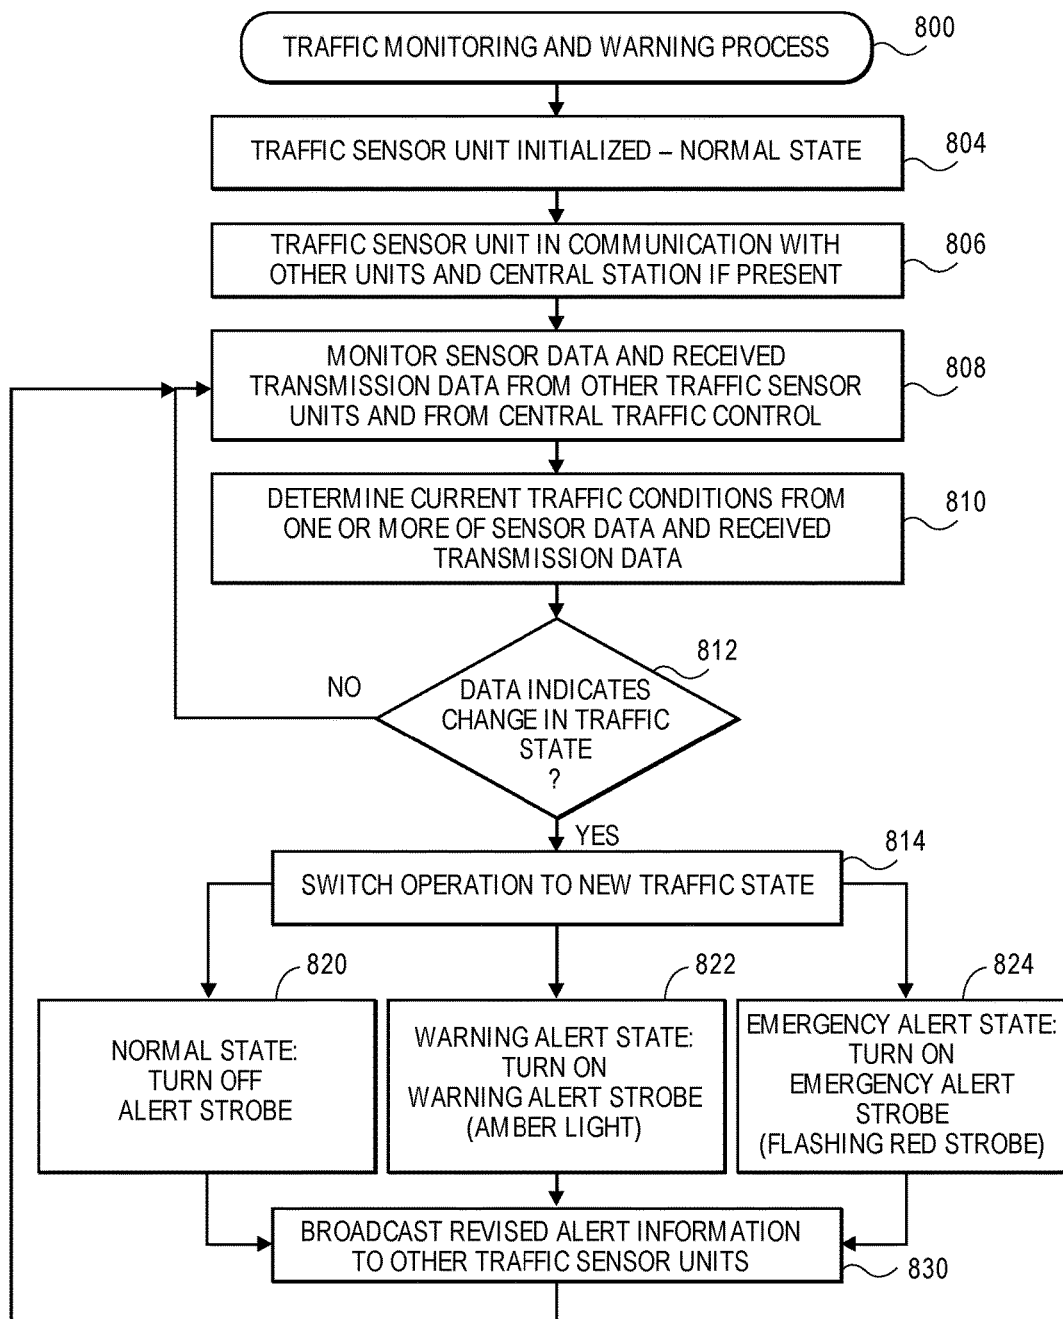 TRAFFIC MONITORING AND WARNING PROCESS
800
TRAFFIC SENSOR UNIT INITIALIZED – NORMAL STATE
804
TRAFFIC SENSOR UNIT IN COMMUNICATION WITH
OTHER UNITS AND CENTRAL STATION IF PRESENT
806
MONITOR SENSOR DATA AND RECEIVED
TRANSMISSION DATA FROM OTHER TRAFFIC SENSOR
UNITS AND FROM CENTRAL TRAFFIC CONTROL
808
DETERMINE CURRENT TRAFFIC CONDITIONS FROM
ONE OR MORE OF SENSOR DATA AND RECEIVED
TRANSMISSION DATA
810
812
NO
DATA INDICATES
CHANGE IN TRAFFIC
STATE
?
YES
814
SWITCH OPERATION TO NEW TRAFFIC STATE
820
NORMAL STATE:
TURN OFF
ALERT STROBE
822
WARNING ALERT STATE:
TURN ON
WARNING ALERT STROBE
(AMBER LIGHT)
824
EMERGENCY ALERT STATE:
TURN ON
EMERGENCY ALERT
STROBE
(FLASHING RED STROBE)
BROADCAST REVISED ALERT INFORMATION
TO OTHER TRAFFIC SENSOR UNITS
830